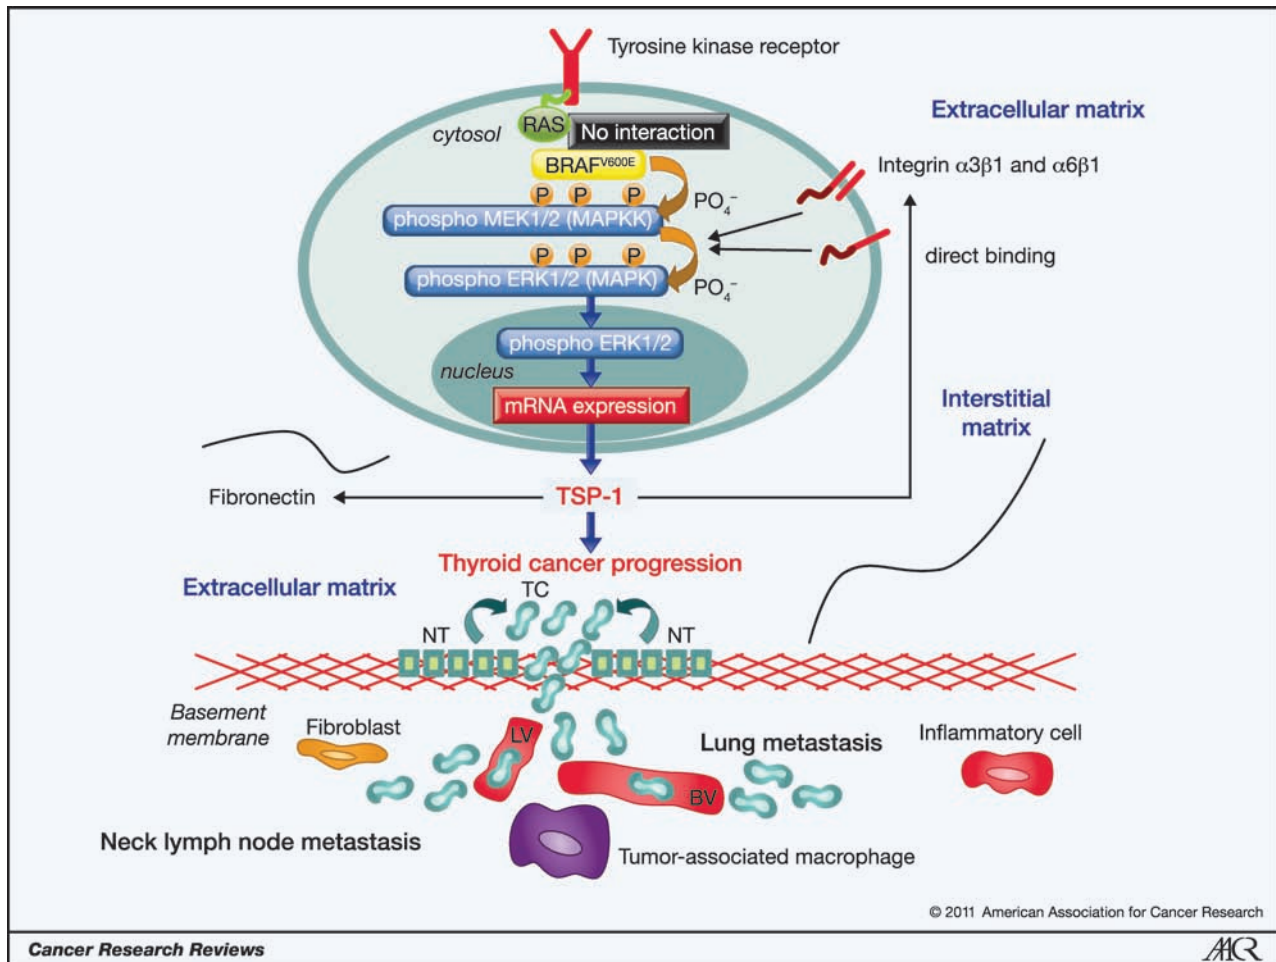 Tyrosine kinase receptor
Extracellular matrix
cytosol
RAS
No interaction
BRAFV600E
Integrin α3β1 and α6β1
P P P
PO4−
phospho MEK1/2 (MAPKK)
P P P
direct binding
phospho ERK1/2 (MAPK)
PO4−
phospho ERK1/2
nucleus
mRNA expression
Interstitial
matrix
Fibronectin
TSP-1
Thyroid cancer progression
Extracellular matrix
TC
NT
NT
Basement
membrane
Fibroblast
LV
Lung metastasis
Inflammatory cell
BV
Neck lymph node metastasis
Tumor-associated macrophage
© 2011 American Association for Cancer Research
Cancer Research Reviews
AACR